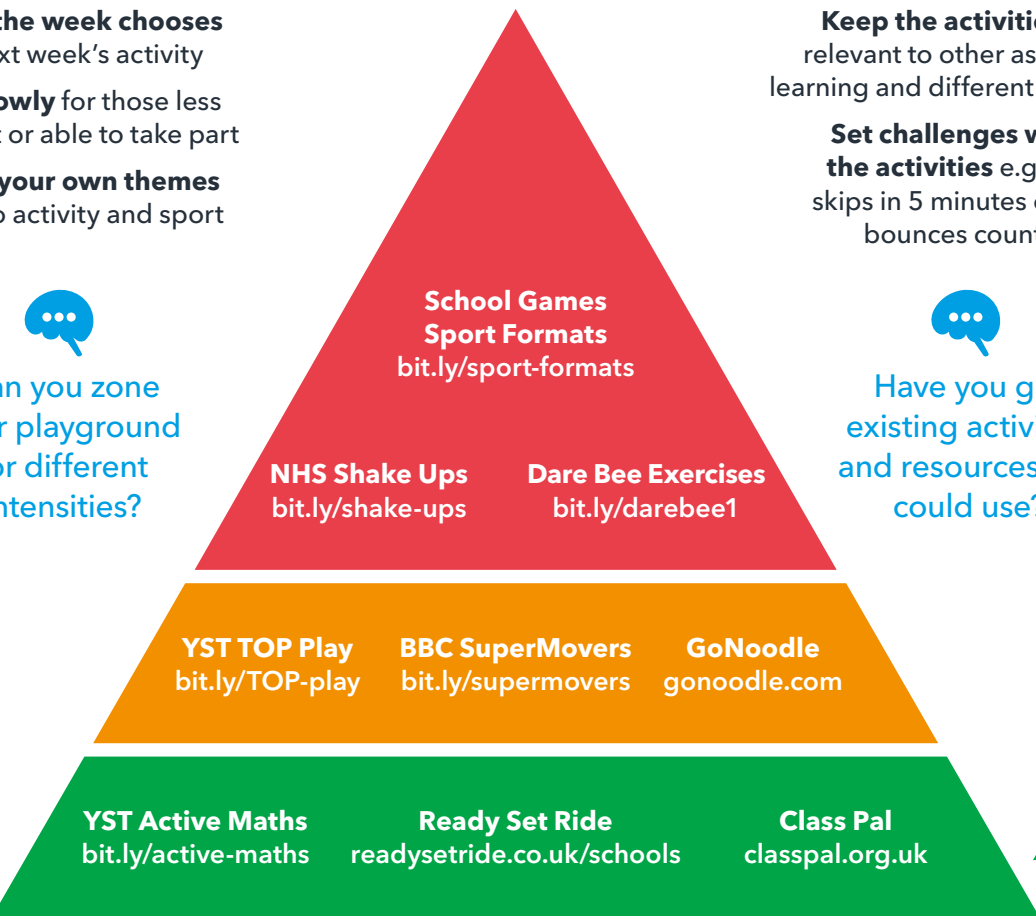 the week chooses
xt week's activity
owly for those less
or able to take part
your own themes
activity and sport
an you zone
r playground
or different
ntensities?
Keep the activiti
relevant to other as
learning and different
Set challenges
the activities e.g
skips in 5 minutes
bounces coun
Have you g
existing activi
and resources
could use?
School Games
Sport Formats
bit.ly/sport-formats
NHS Shake Ups
bit.ly/shake-ups
Dare Bee Exercises
bit.ly/darebee1
YST TOP Play
bit.ly/TOP-play
BBC SuperMovers
bit.ly/supermovers
GoNoodle
gonoodle.com
YST Active Maths
bit.ly/active-maths
Ready Set Ride
readysetride.co.uk/schools
Class Pal
classpal.org.uk